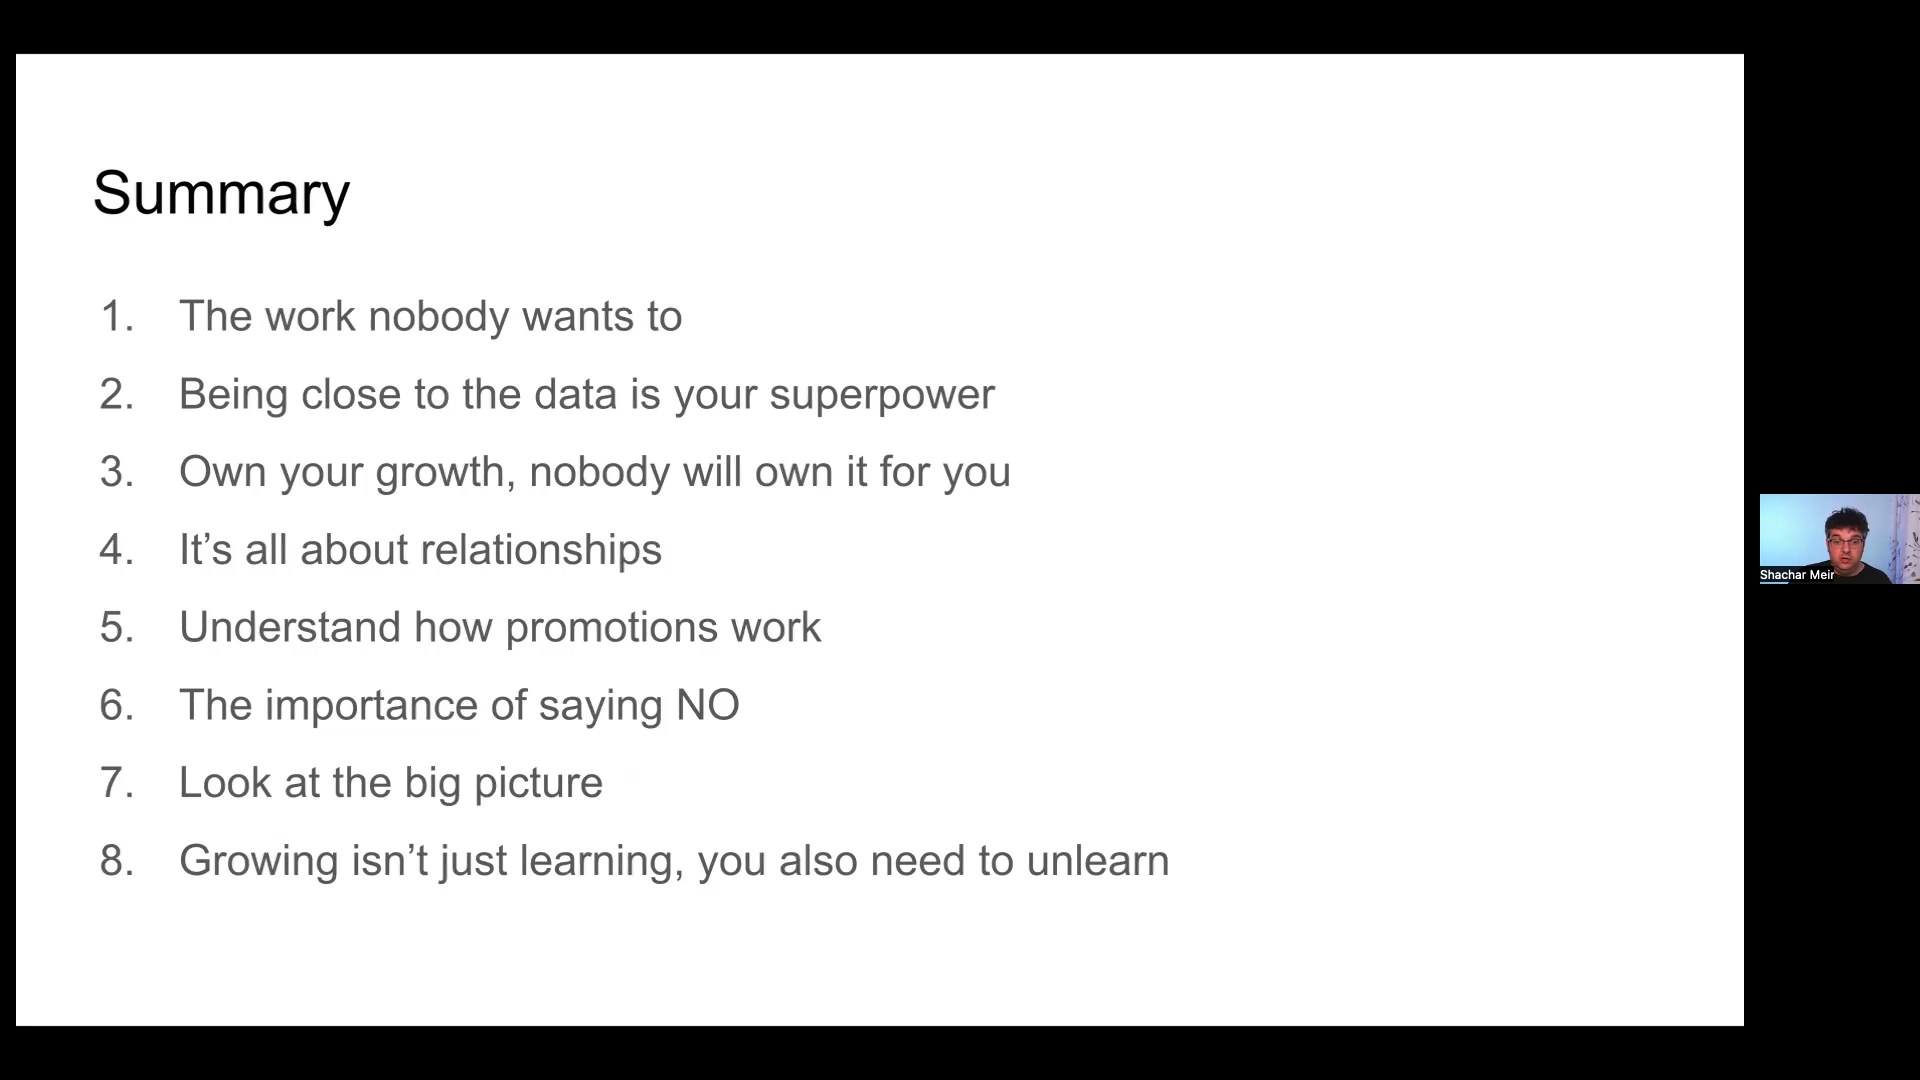 Summary
1. The work nobody wants to
2. Being close to the data is your superpower
3. Own your growth, nobody will own it for you
4. It’s all about relationships
5. Understand how promotions work
6. The importance of saying NO
7. Look at the big picture
8. Growing isn’t just learning, you also need to unlearn
Shachar Meir